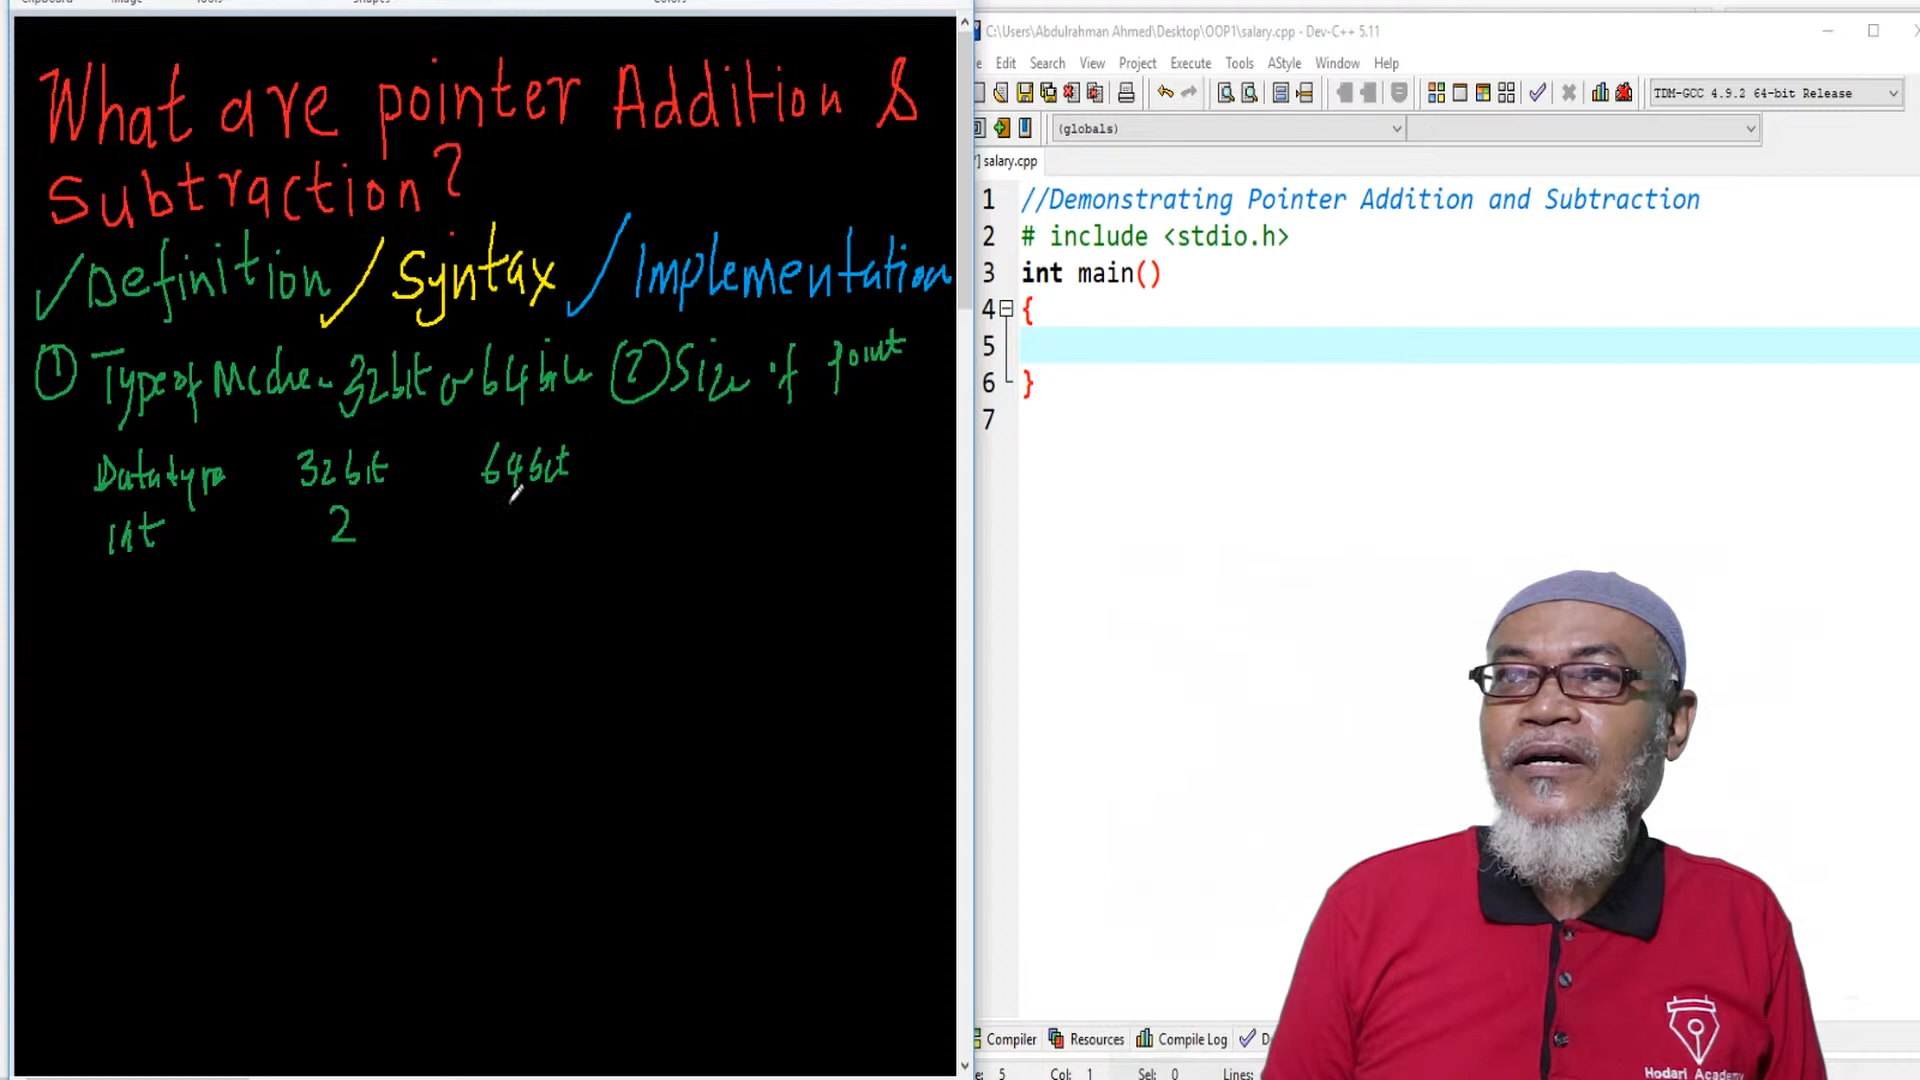 What are pointer Addition &
Subtraction?
✓Definition ✓Syntax ✓Implementation
① Type of 32bit or 64bit ② Size of
Datatype 32bit 64bit
int 2
C:\Users\Abdulrahman Ahmed\Desktop\OOP1\salary.cpp - Dev-C++ 5.11
Edit Search View Project Execute Tools AStyle Window Help
TDM-GCC 4.9.2 64-bit Release
(globals)
salary.cpp
1 //Demonstrating Pointer Addition and Subtraction
2 # include <stdio.h>
3 int main()
4 {
5
6 }
7
Hodari Academy
Compiler Resources Compile Log
5 Col: 1 Sel: 0 Lines: